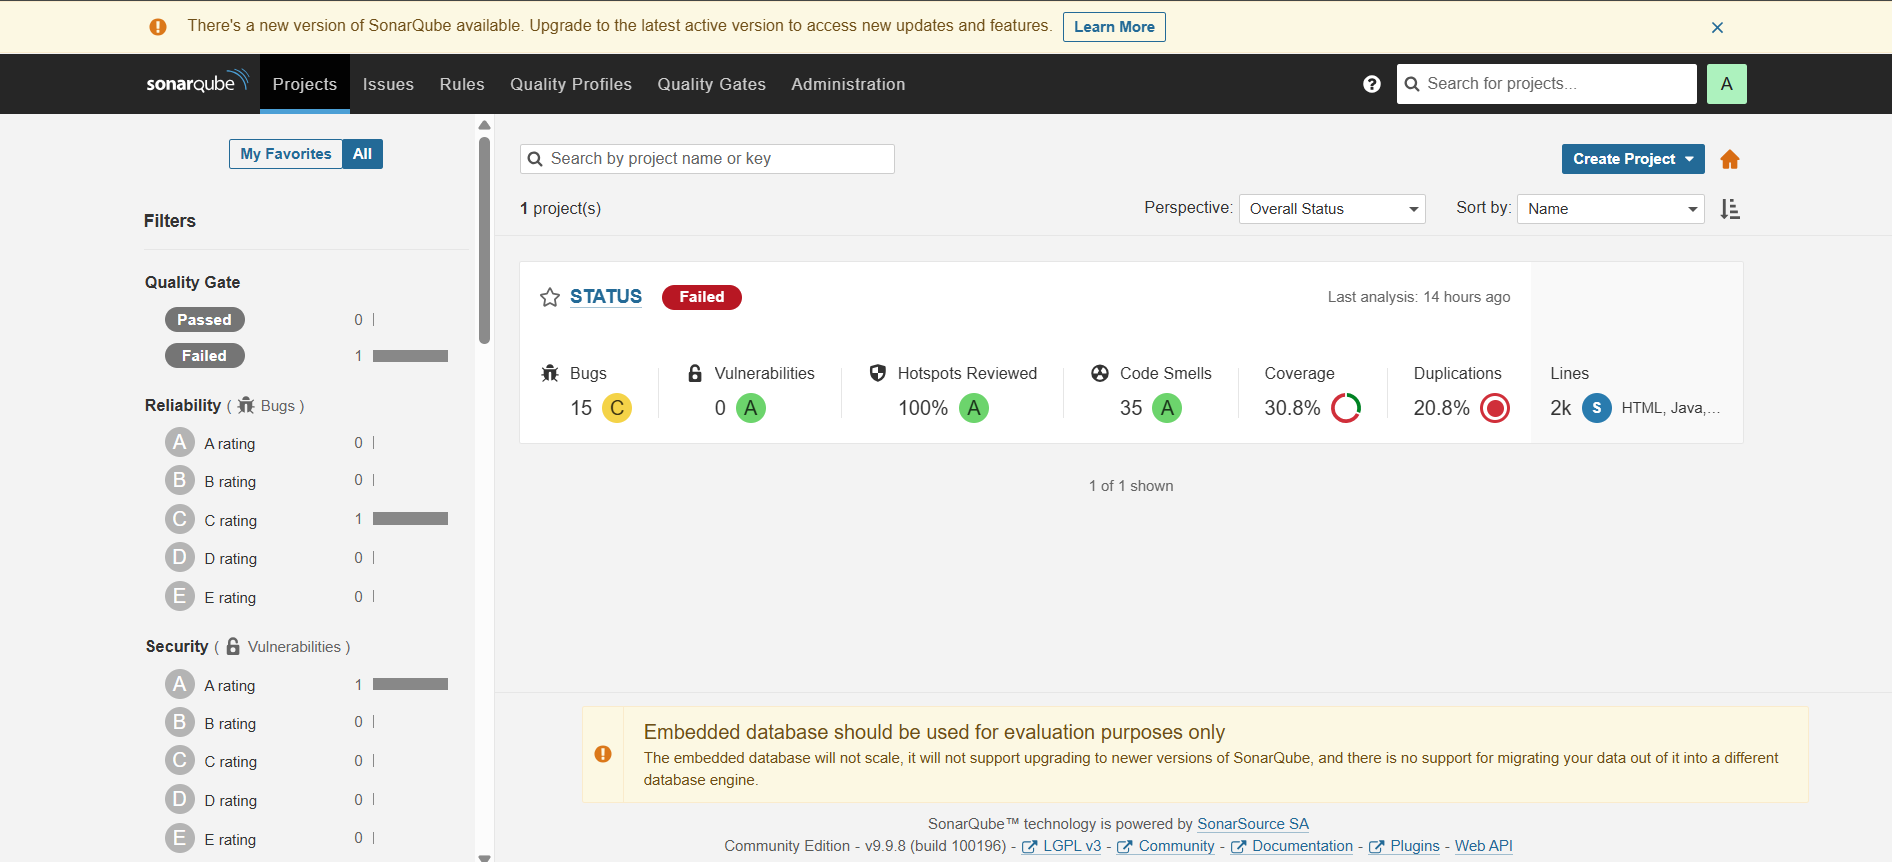 There's a new version of SonarQube available. Upgrade to the latest active version to access new updates and features. Learn More
sonarqube Projects Issues Rules Quality Profiles Quality Gates Administration Search for projects... A
My Favorites All
Filters
Quality Gate
Passed 0
Failed 1
Reliability ( Bugs )
A A rating 0
B B rating 0
C C rating 1
D D rating 0
E E rating 0
Security ( Vulnerabilities )
A A rating 1
B B rating 0
C C rating 0
D D rating 0
E E rating 0
Search by project name or key Create Project
1 project(s) Perspective: Overall Status Sort by: Name
STATUS Failed Last analysis: 14 hours ago
Bugs Vulnerabilities Hotspots Reviewed Code Smells Coverage Duplications Lines
15 C 0 A 100% A 35 A 30.8% 20.8% 2k S HTML, Java,...
1 of 1 shown
Embedded database should be used for evaluation purposes only
The embedded database will not scale, it will not support upgrading to newer versions of SonarQube, and there is no support for migrating your data out of it into a different
database engine.
SonarQube™ technology is powered by SonarSource SA
Community Edition - v9.9.8 (build 100196) - LGPL v3 - Community - Documentation - Plugins - Web API